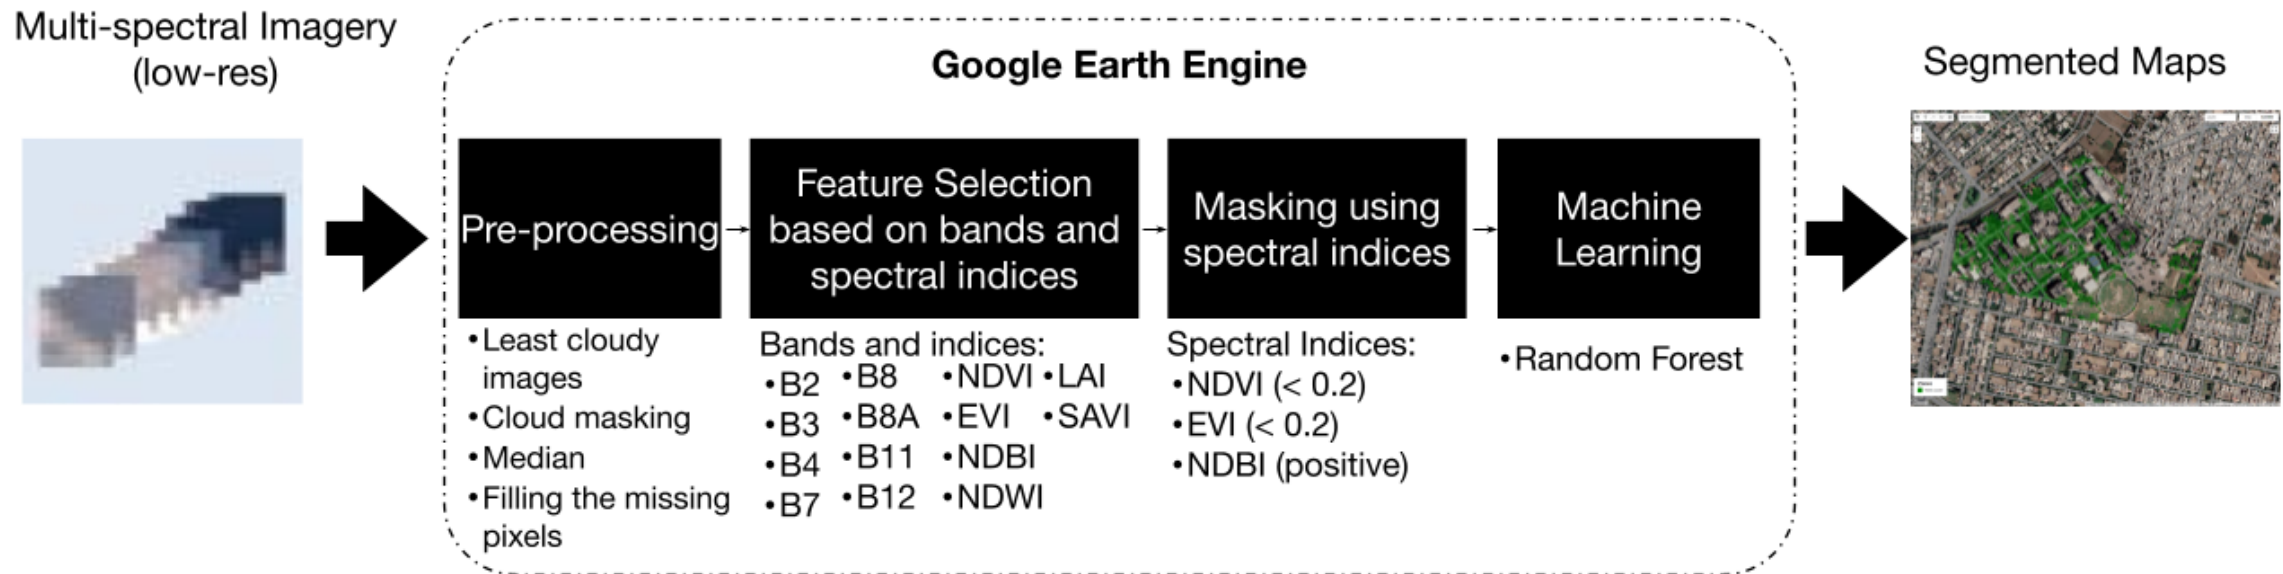 Multi-spectral Imagery
(low-res)
Google Earth Engine
Segmented Maps
Pre-processing
Feature Selection
based on bands and
spectral indices
Masking using
spectral indices
Machine
Learning
•Least cloudy
images
•Cloud masking
•Median
•Filling the missing
pixels
Bands and indices:
•B2
•B3
•B4
•B7
•B8
•B8A
•B11
•B12
•NDVI
•EVI
•NDBI
•NDWI
•LAI
•SAVI
Spectral Indices:
•NDVI (< 0.2)
•EVI (< 0.2)
•NDBI (positive)
•Random Forest